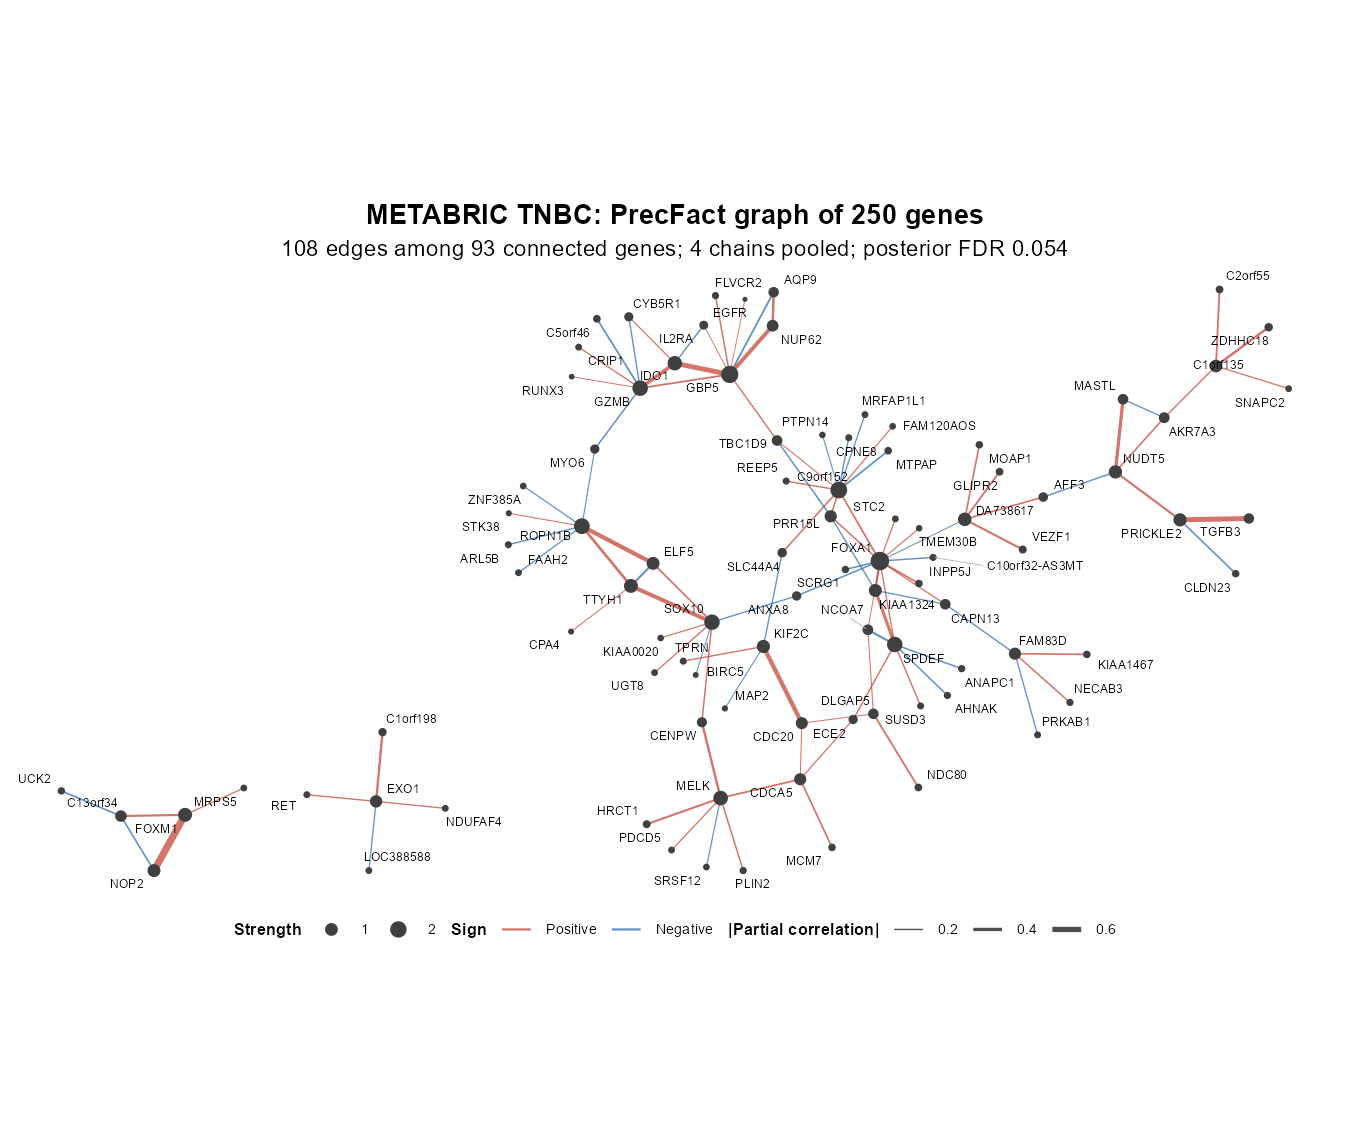 METABRIC TNBC: PrecFact graph of 250 genes
108 edges among 93 connected genes; 4 chains pooled; posterior FDR 0.054
C2orf55
FLVCR2
AQP9
CYB5R1
EGFR
C5orf46
IL2RA
NUP62
ZDHHC18
CRIP1
C1orf135
IDO1
RUNX3
GBP5
MASTL
GZMB
SNAPC2
MRFAP1L1
PTPN14
FAM120AOS
AKR7A3
TBC1D9
CPNE8
MYO6
REEP5
MTPAP
MOAP1
NUDT5
C9orf152
GLIPR2
AFF3
ZNF385A
STC2
DA738617
STK38
PRR15L
ROPN1B
VEZF1
PRICKLE2
TGFB3
TMEM30B
FOXA1
ELF5
ARL5B
FAAH2
SLC44A4
C10orf32-AS3MT
INPP5J
SCRG1
CLDN23
TTYH1
SOX10
ANXA8
NCOA7
KIAA1324
CAPN13
KIF2C
CPA4
TPRN
FAM83D
KIAA0020
SPDEF
KIAA1467
BIRC5
UGT8
ANAPC1
NECAB3
MAP2
DLGAP5
AHNAK
C1orf198
SUSD3
PRKAB1
CENPW
CDC20
ECE2
UCK2
NDC80
MELK
EXO1
CDCA5
C13orf34
MRPS5
RET
HRCT1
NDUFAF4
FOXM1
PDCD5
LOC388588
MCM7
NOP2
SRSF12
PLIN2
Strength 1 2 Sign Positive Negative |Partial correlation| 0.2 0.4 0.6